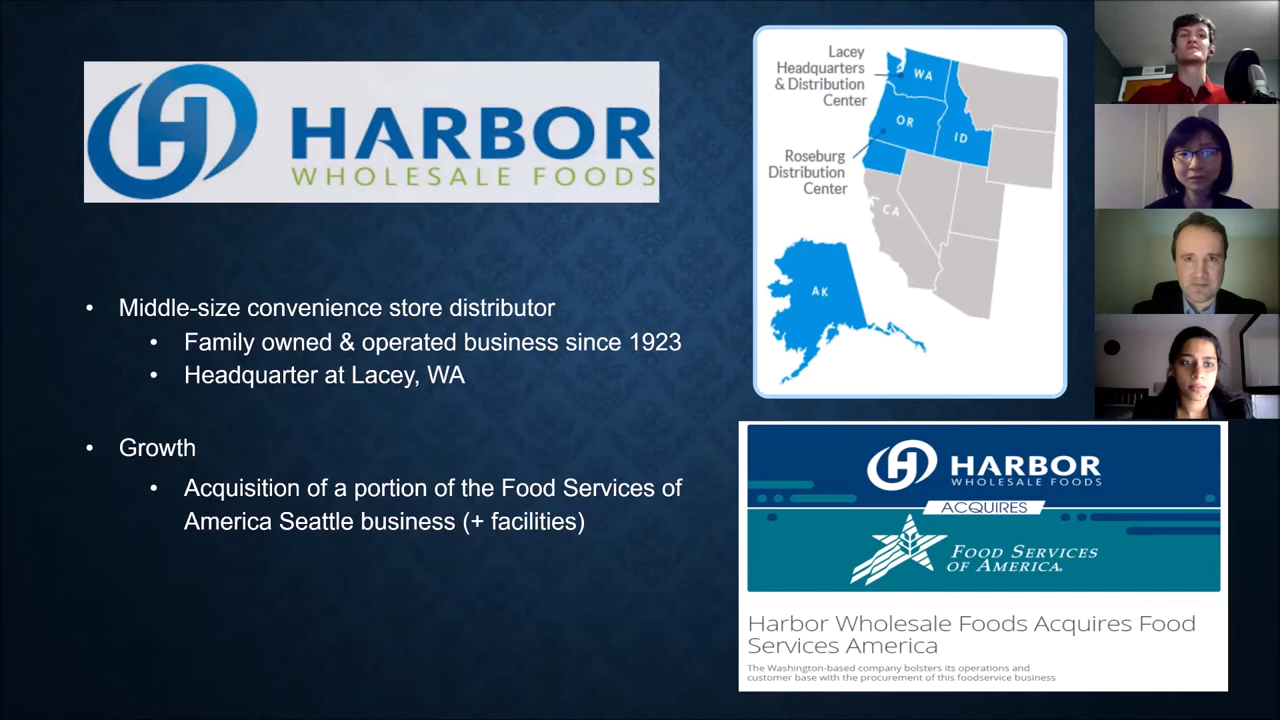 HARBOR
WHOLESALE FOODS
• Middle-size convenience store distributor
• Family owned & operated business since 1923
• Headquarter at Lacey, WA
• Growth
• Acquisition of a portion of the Food Services of
America Seattle business (+ facilities)
Lacey
Headquarters
& Distribution
Center
Roseburg
Distribution
Center
WA
OR
ID
CA
AK
HARBOR
WHOLESALE FOODS
ACQUIRES
FOOD SERVICES
OF AMERICA.
Harbor Wholesale Foods Acquires Food
Services America
The Washington-based company bolsters its operations and
customer base with the procurement of this foodservice business